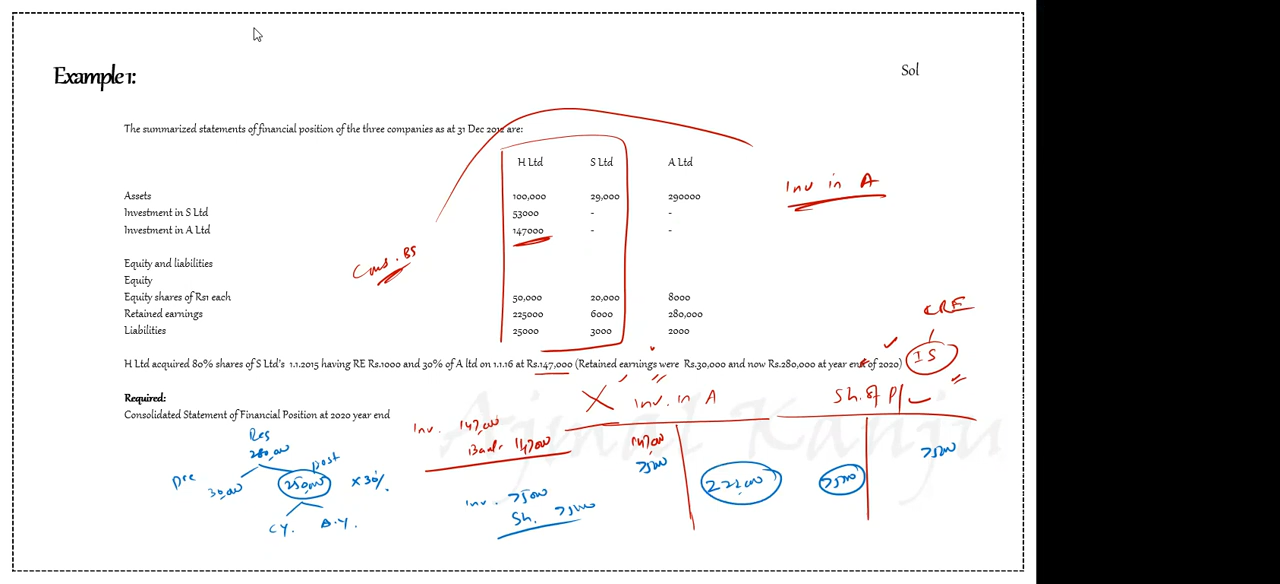 Example 1:
Sol
The summarized statements of financial position of the three companies as at 31 Dec 2012 are:
H Ltd S Ltd A Ltd
Inv in A
Assets 100,000 29,000 290000
Investment in S Ltd 53000 - -
Investment in A Ltd 147000 - -
Cons. BS
Equity and liabilities
Equity
Equity shares of Rs1 each 50,000 20,000 8000
Retained earnings 225000 6000 280,000
Liabilities 25000 3000 2000
CRE
H Ltd acquired 80% shares of S Ltd's 1.1.2015 having RE Rs.1000 and 30% of A ltd on 1.1.16 at Rs.147,000 (Retained earnings were Rs.30,000 and now Rs.280,000 at year end of 2020) IS
Required:
Inv. in A Sh. of P/
Consolidated Statement of Financial Position at 2020 year end
Ajmal Kanju
Inv. 147,000
Bank 147000
147,000
75000 222,000 75000 75000
280,000
Pre post
30,000 250,000 x 30%
CY.
Inv. 75000
Sh. 75000